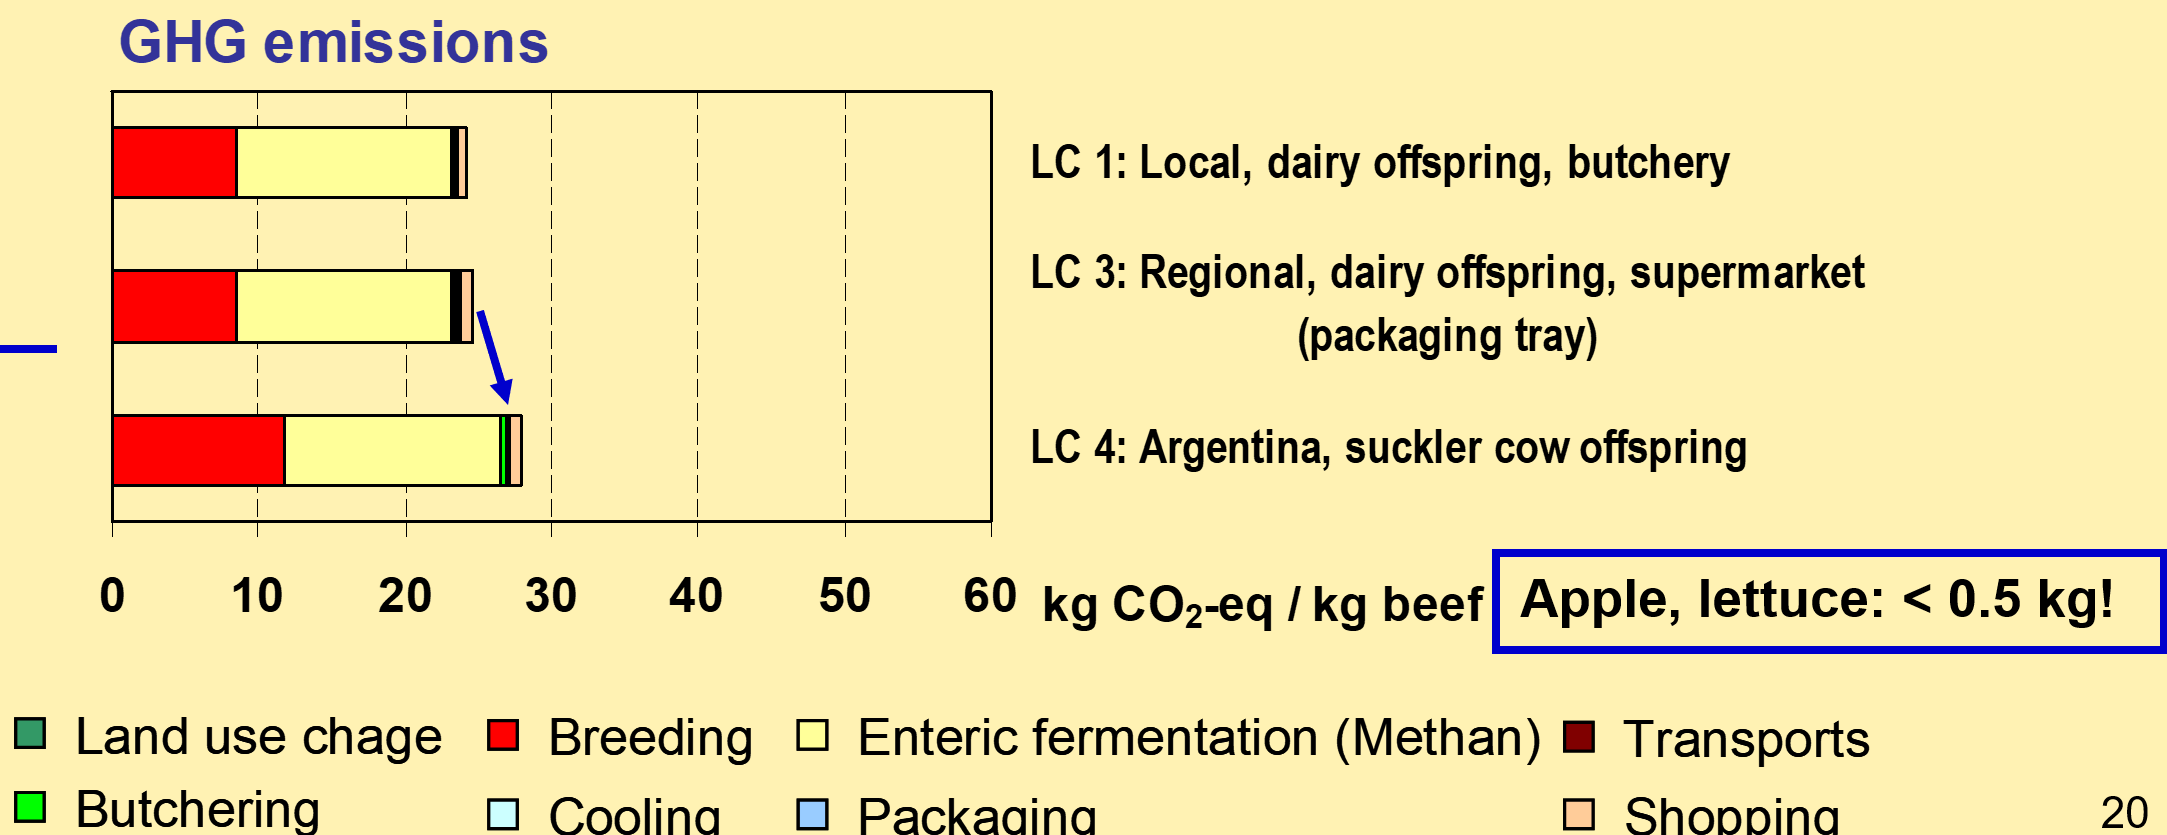 GHG emissions
LC 1: Local, dairy offspring, butchery
LC 3: Regional, dairy offspring, supermarket
(packaging tray)
LC 4: Argentina, suckler cow offspring
0 10 20 30 40 50 60 kg CO₂-eq / kg beef
Apple, lettuce: < 0.5 kg!
Land use chage Breeding Enteric fermentation (Methan) Transports
Butchering Cooling Packaging Shopping
20